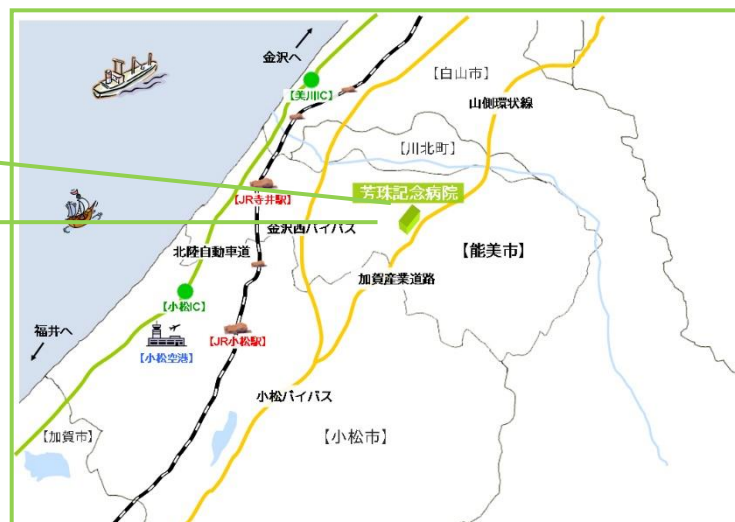 金沢へ
【白山市】
【美川IC】
山側環状線
【川北町】
芳珠記念病院
【JR寺井駅】
金沢西バイパス
【能美市】
北陸自動車道
加賀産業道路
【小松IC】
福井へ
【JR小松駅】
【小松空港】
小松バイパス
【加賀市】
【小松市】